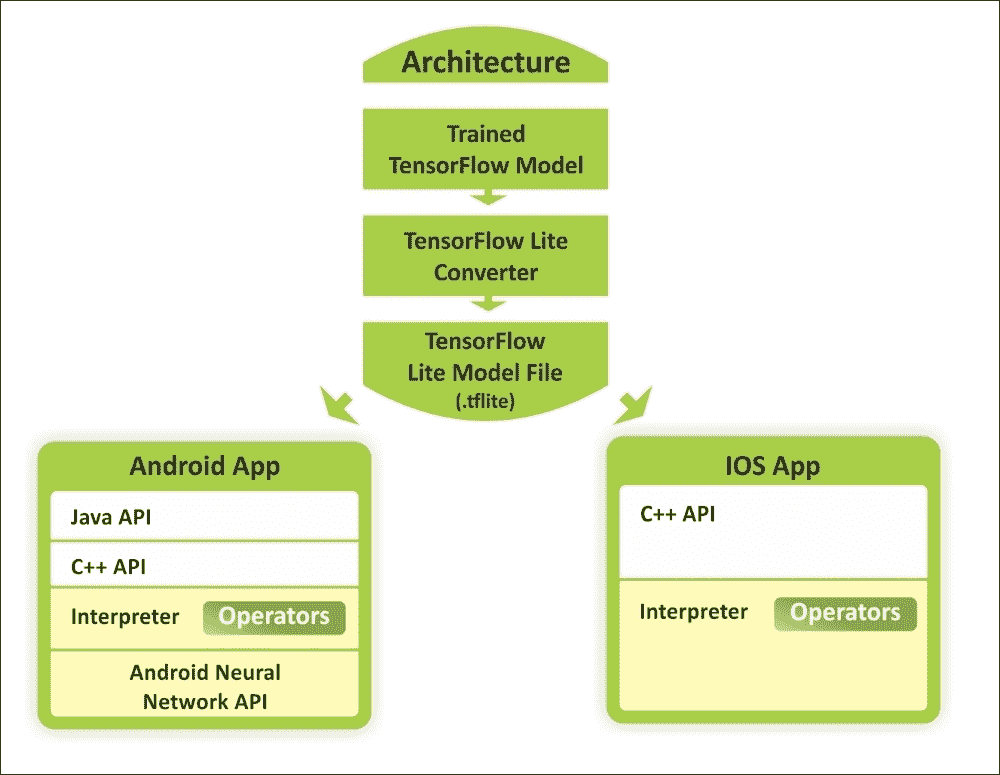 Architecture
Trained
TensorFlow Model
TensorFlow Lite
Converter
TensorFlow
Lite Model File
(.tflite)
Android App
Java API
C++ API
Interpreter
Operators
Android Neural
Network API
IOS App
C++ API
Interpreter
Operators